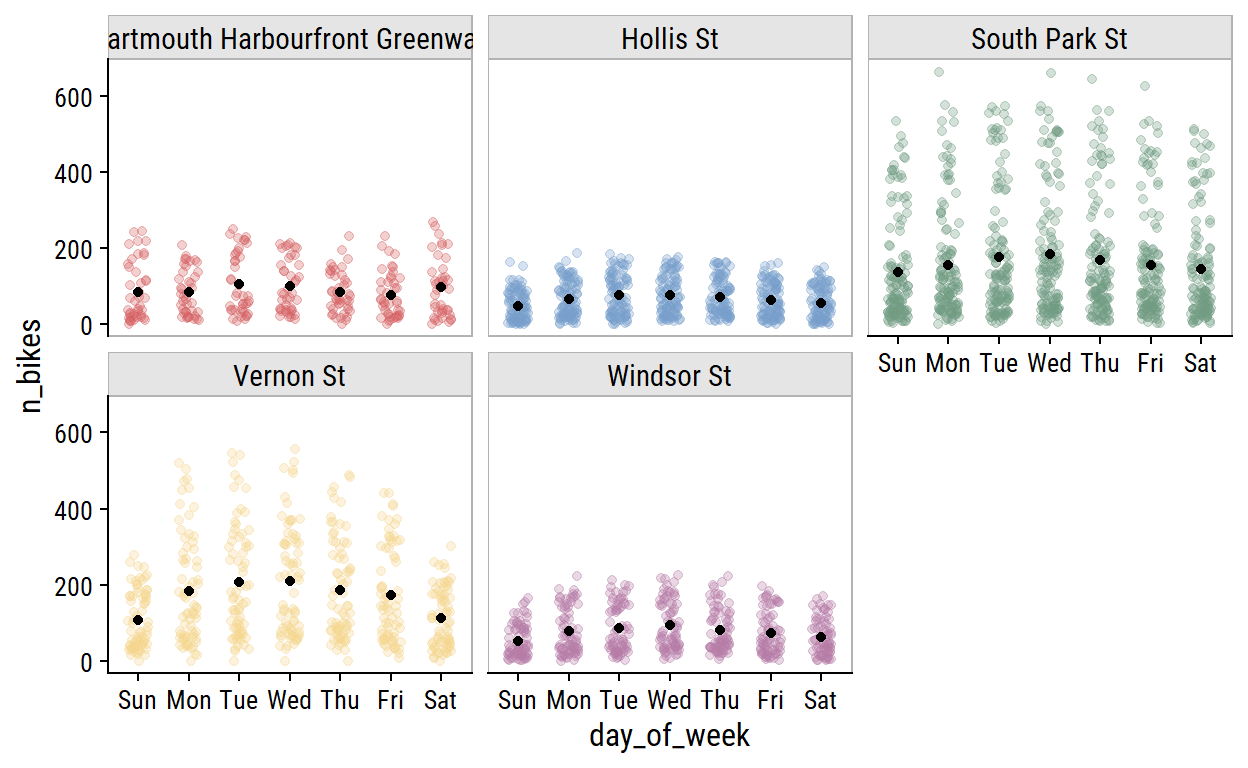 artmouth Harbourfront Greenwa
Hollis St
South Park St
600
400
200
0
Sun Mon Tue Wed Thu Fri Sat
n_bikes
Vernon St
Windsor St
600
400
200
0
Sun Mon Tue Wed Thu Fri Sat
Sun Mon Tue Wed Thu Fri Sat
day_of_week